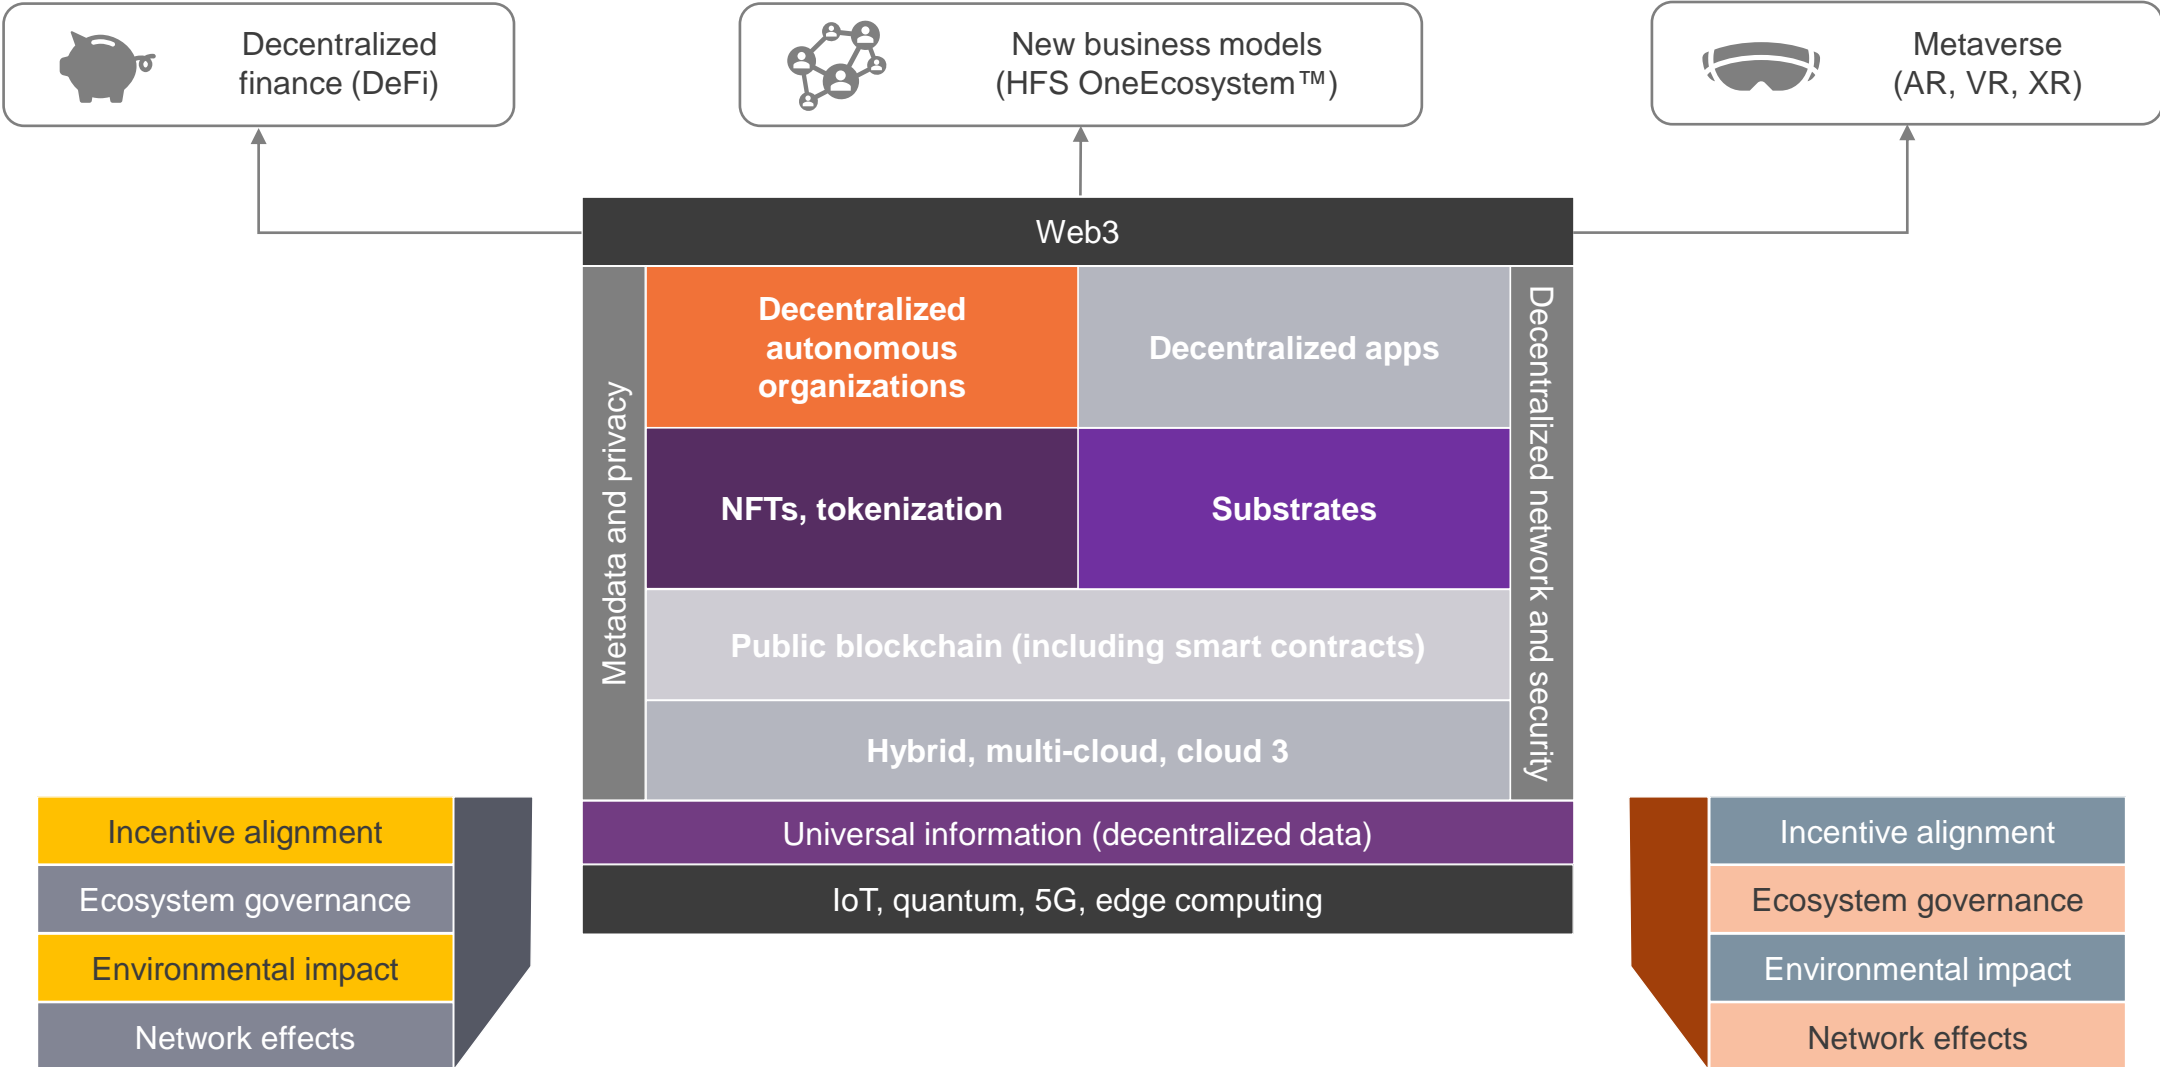 Decentralized
finance (DeFi)
New business models
(HFS OneEcosystem™)
Metaverse
(AR, VR, XR)
Web3
Metadata and privacy
Decentralized
autonomous
organizations
Decentralized apps
NFTs, tokenization
Substrates
Public blockchain (including smart contracts)
Hybrid, multi-cloud, cloud 3
Decentralized network and security
Universal information (decentralized data)
IoT, quantum, 5G, edge computing
Incentive alignment
Ecosystem governance
Environmental impact
Network effects
Incentive alignment
Ecosystem governance
Environmental impact
Network effects